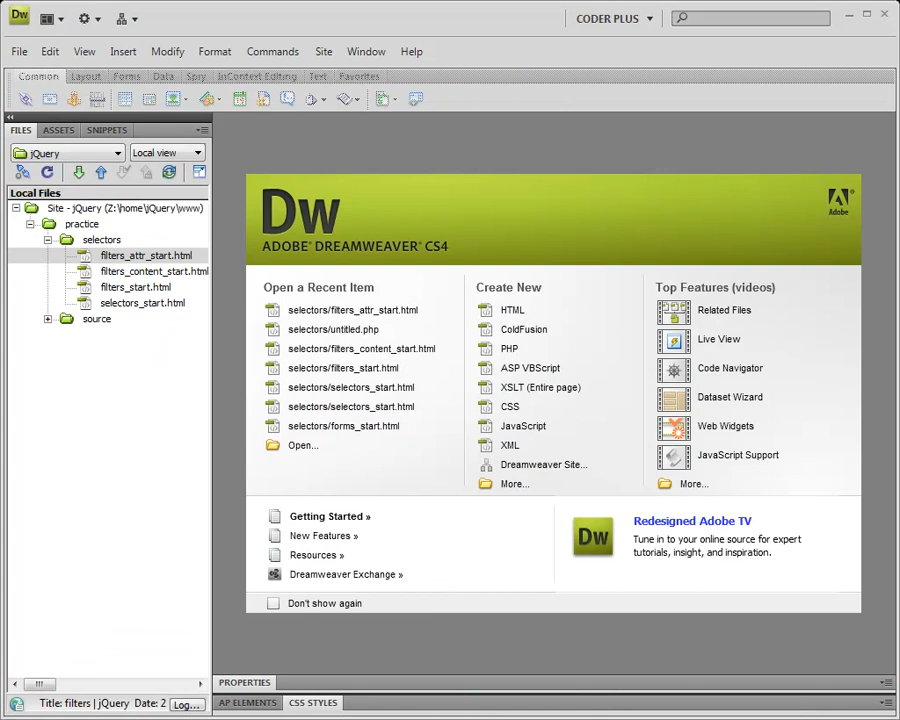 Dw
CODER PLUS
File Edit View Insert Modify Format Commands Site Window Help
Common Layout Forms Data Spry InContext Editing Text Favorites
FILES ASSETS SNIPPETS
jQuery Local view
Local Files
Site - jQuery (Z:\home\jQuery\www)
practice
selectors
filters_attr_start.html
filters_content_start.html
filters_start.html
selectors_start.html
source
Dw
ADOBE® DREAMWEAVER® CS4
Adobe
Open a Recent Item
selectors/filters_attr_start.html
selectors/untitled.php
selectors/filters_content_start.html
selectors/filters_start.html
selectors/selectors_start.html
selectors/selectors_start.html
selectors/forms_start.html
Open...
Create New
HTML
ColdFusion
PHP
ASP VBScript
XSLT (Entire page)
CSS
JavaScript
XML
Dreamweaver Site...
More...
Top Features (videos)
Related Files
Live View
Code Navigator
Dataset Wizard
Web Widgets
JavaScript Support
More...
Getting Started »
New Features »
Resources »
Dreamweaver Exchange »
Dw
Redesigned Adobe TV
Tune in to your online source for expert
tutorials, insight, and inspiration.
Don't show again
PROPERTIES
AP ELEMENTS CSS STYLES
Title: filters | jQuery Date: 2 Log...